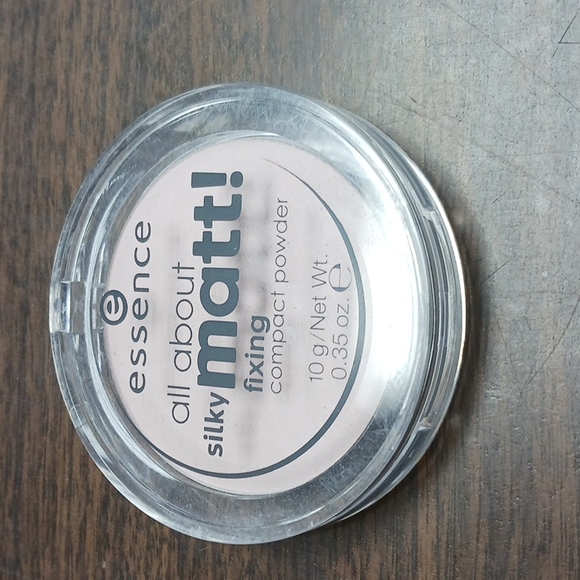 e
essence
all about
silky matt!
fixing
compact powder
10 g/Net Wt.
0.35 oz. ℮